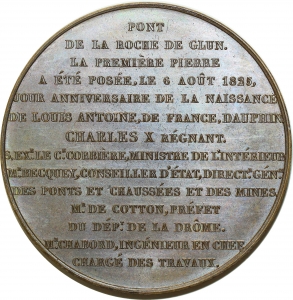 PONT
DE LA ROCHE DE GLUN.
LA PREMIÈRE PIERRE
A ÉTÉ POSÉE, LE 6 AOÛT 1825,
JOUR ANNIVERSAIRE DE LA NAISSANCE
DE LOUIS ANTOINE, DE FRANCE, DAUPHIN
CHARLES X RÉGNANT.
S. EX. LE C. CORBIÈRE, MINISTRE DE L'INTÉRIEUR
M. BECQUEY, CONSEILLER D'ÉTAT, DIRECT. GEN.
DES PONTS ET CHAUSSÉES ET DES MINES
M. DE COTTON, PRÉFET
DU DÉP. DE LA DRÔME.
M. CHABORD, INGÉNIEUR EN CHEF
CHARGÉ DES TRAVAUX.